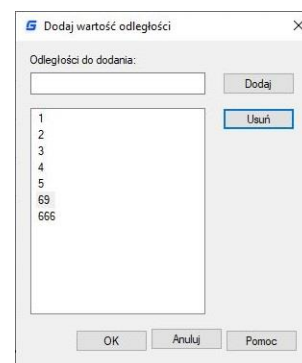 Dodaj wartość odległości
Odległości do dodania:
Dodaj
Usuń
1
2
3
4
5
69
666
OK
Anuluj
Pomoc